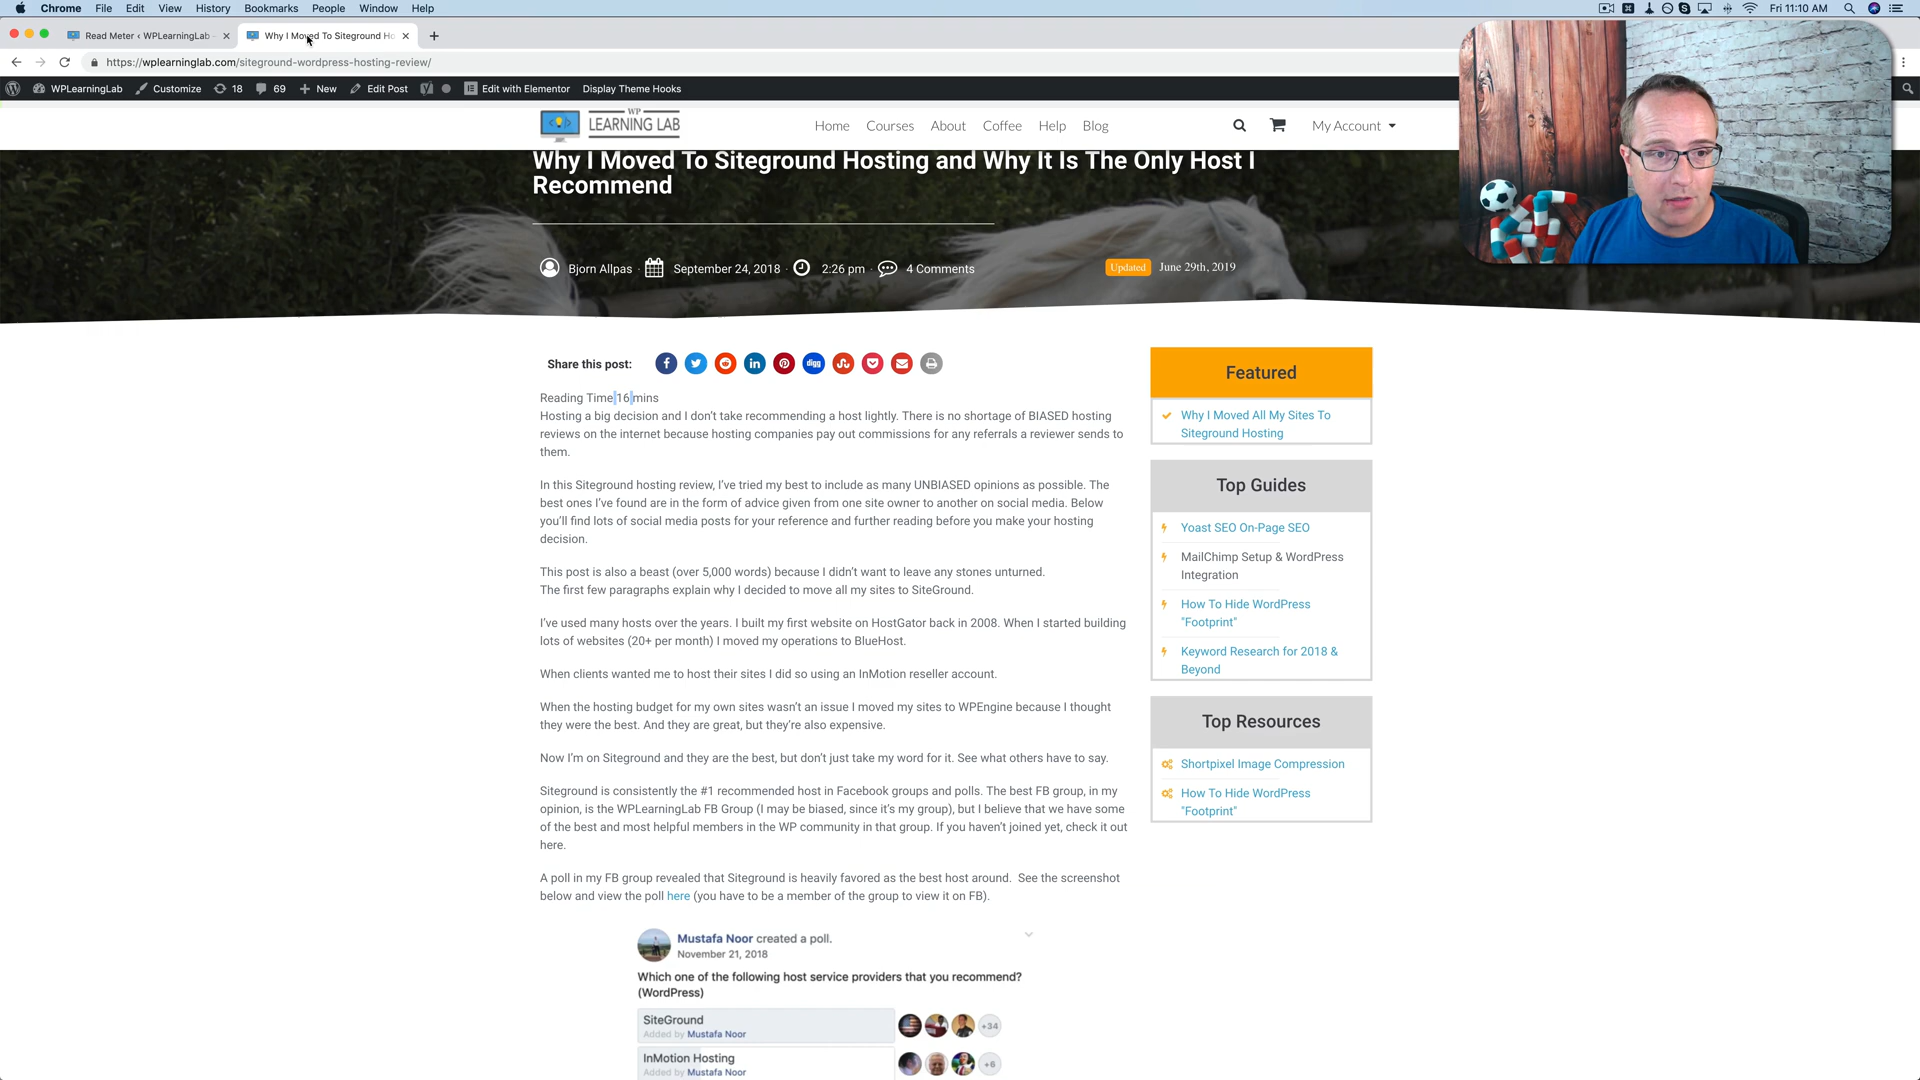 Chrome File Edit View History Bookmarks People Window Help Fri 11:10 AM
Read Meter ‹ WPLearningLab - Why I Moved To Siteground Ho
https://wplearninglab.com/siteground-wordpress-hosting-review/
WPLearningLab Customize 18 69 New Edit Post Edit with Elementor Display Theme Hooks
WP
LEARNING LAB
Home Courses About Coffee Help Blog My Account
Why I Moved To Siteground Hosting and Why It Is The Only Host I
Recommend
Bjorn Allpas · September 24, 2018 · 2:26 pm · 4 Comments Updated June 29th, 2019
Share this post: digg
Reading Time 16 mins
Hosting a big decision and I don't take recommending a host lightly. There is no shortage of BIASED hosting
reviews on the internet because hosting companies pay out commissions for any referrals a reviewer sends to
them.
In this Siteground hosting review, I've tried my best to include as many UNBIASED opinions as possible. The
best ones I've found are in the form of advice given from one site owner to another on social media. Below
you'll find lots of social media posts for your reference and further reading before you make your hosting
decision.
This post is also a beast (over 5,000 words) because I didn't want to leave any stones unturned.
The first few paragraphs explain why I decided to move all my sites to SiteGround.
I've used many hosts over the years. I built my first website on HostGator back in 2008. When I started building
lots of websites (20+ per month) I moved my operations to BlueHost.
When clients wanted me to host their sites I did so using an InMotion reseller account.
When the hosting budget for my own sites wasn't an issue I moved my sites to WPEngine because I thought
they were the best. And they are great, but they're also expensive.
Now I'm on Siteground and they are the best, but don't just take my word for it. See what others have to say.
Siteground is consistently the #1 recommended host in Facebook groups and polls. The best FB group, in my
opinion, is the WPLearningLab FB Group (I may be biased, since it's my group), but I believe that we have some
of the best and most helpful members in the WP community in that group. If you haven't joined yet, check it out
here.
A poll in my FB group revealed that Siteground is heavily favored as the best host around. See the screenshot
below and view the poll here (you have to be a member of the group to view it on FB).
Mustafa Noor created a poll.
November 21, 2018
Which one of the following host service providers that you recommend?
(WordPress)
SiteGround
Added by Mustafa Noor
+34
InMotion Hosting
Added by Mustafa Noor
+6
Featured
Why I Moved All My Sites To
Siteground Hosting
Top Guides
Yoast SEO On-Page SEO
MailChimp Setup & WordPress
Integration
How To Hide WordPress
"Footprint"
Keyword Research for 2018 &
Beyond
Top Resources
Shortpixel Image Compression
How To Hide WordPress
"Footprint"